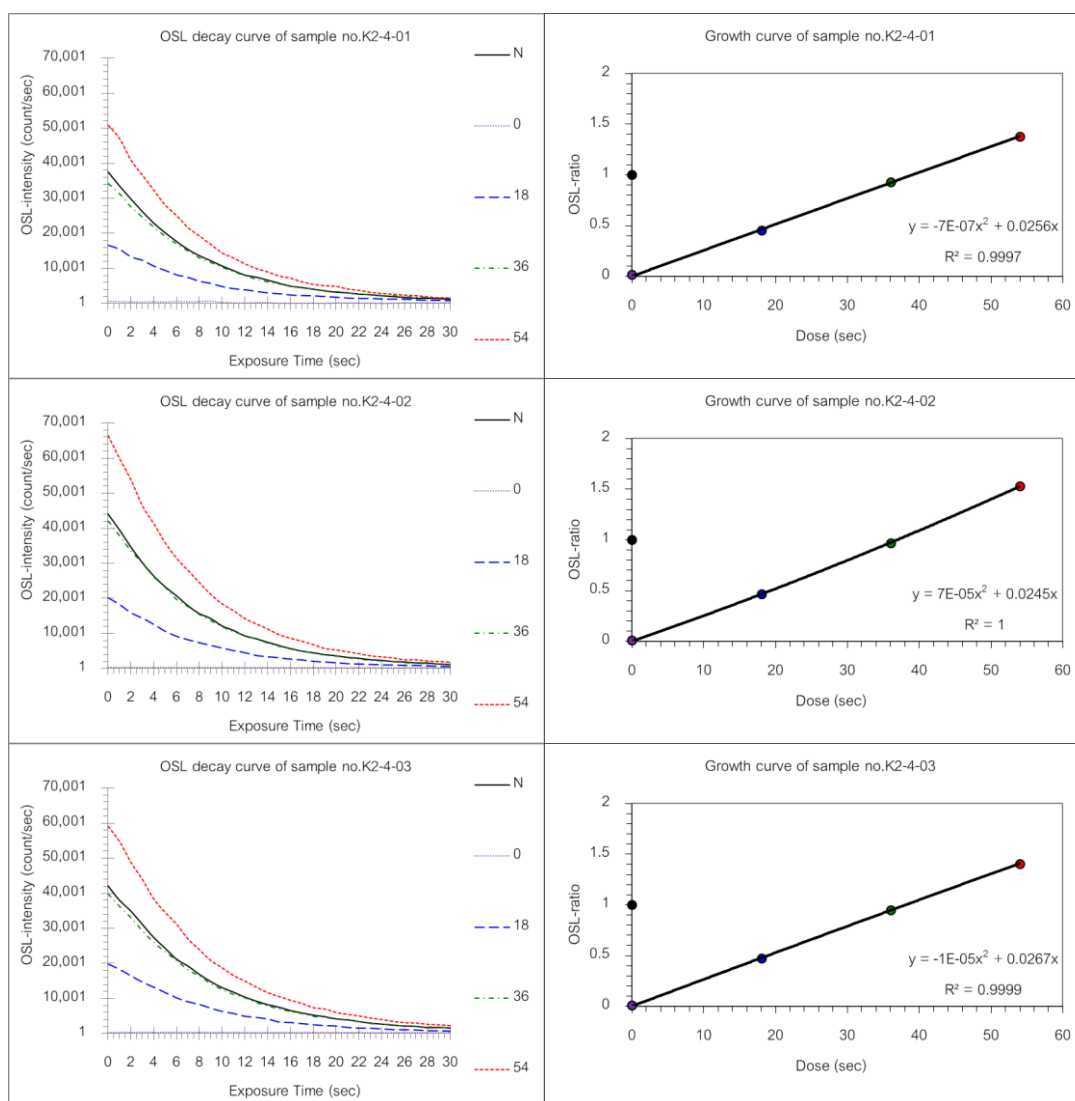 OSL decay curve of sample no.K2-4-01
70,001
60,001
50,001
40,001
30,001
20,001
10,001
1
OSL-intensity (count/sec)
0 2 4 6 8 10 12 14 16 18 20 22 24 26 28 30
Exposure Time (sec)
N
0
18
36
54
Growth curve of sample no.K2-4-01
2
1.5
1
0.5
0
OSL-ratio
y = -7E-07x² + 0.0256x
R² = 0.9997
0 10 20 30 40 50 60
Dose (sec)
OSL decay curve of sample no.K2-4-02
70,001
60,001
50,001
40,001
30,001
20,001
10,001
1
OSL-intensity (count/sec)
0 2 4 6 8 10 12 14 16 18 20 22 24 26 28 30
Exposure Time (sec)
N
0
18
36
54
Growth curve of sample no.K2-4-02
2
1.5
1
0.5
0
OSL-ratio
y = 7E-05x² + 0.0245x
R² = 1
0 10 20 30 40 50 60
Dose (sec)
OSL decay curve of sample no.K2-4-03
70,001
60,001
50,001
40,001
30,001
20,001
10,001
1
OSL-intensity (count/sec)
0 2 4 6 8 10 12 14 16 18 20 22 24 26 28 30
Exposure Time (sec)
N
0
18
36
54
Growth curve of sample no.K2-4-03
2
1.5
1
0.5
0
OSL-ratio
y = -1E-05x² + 0.0267x
R² = 0.9999
0 10 20 30 40 50 60
Dose (sec)